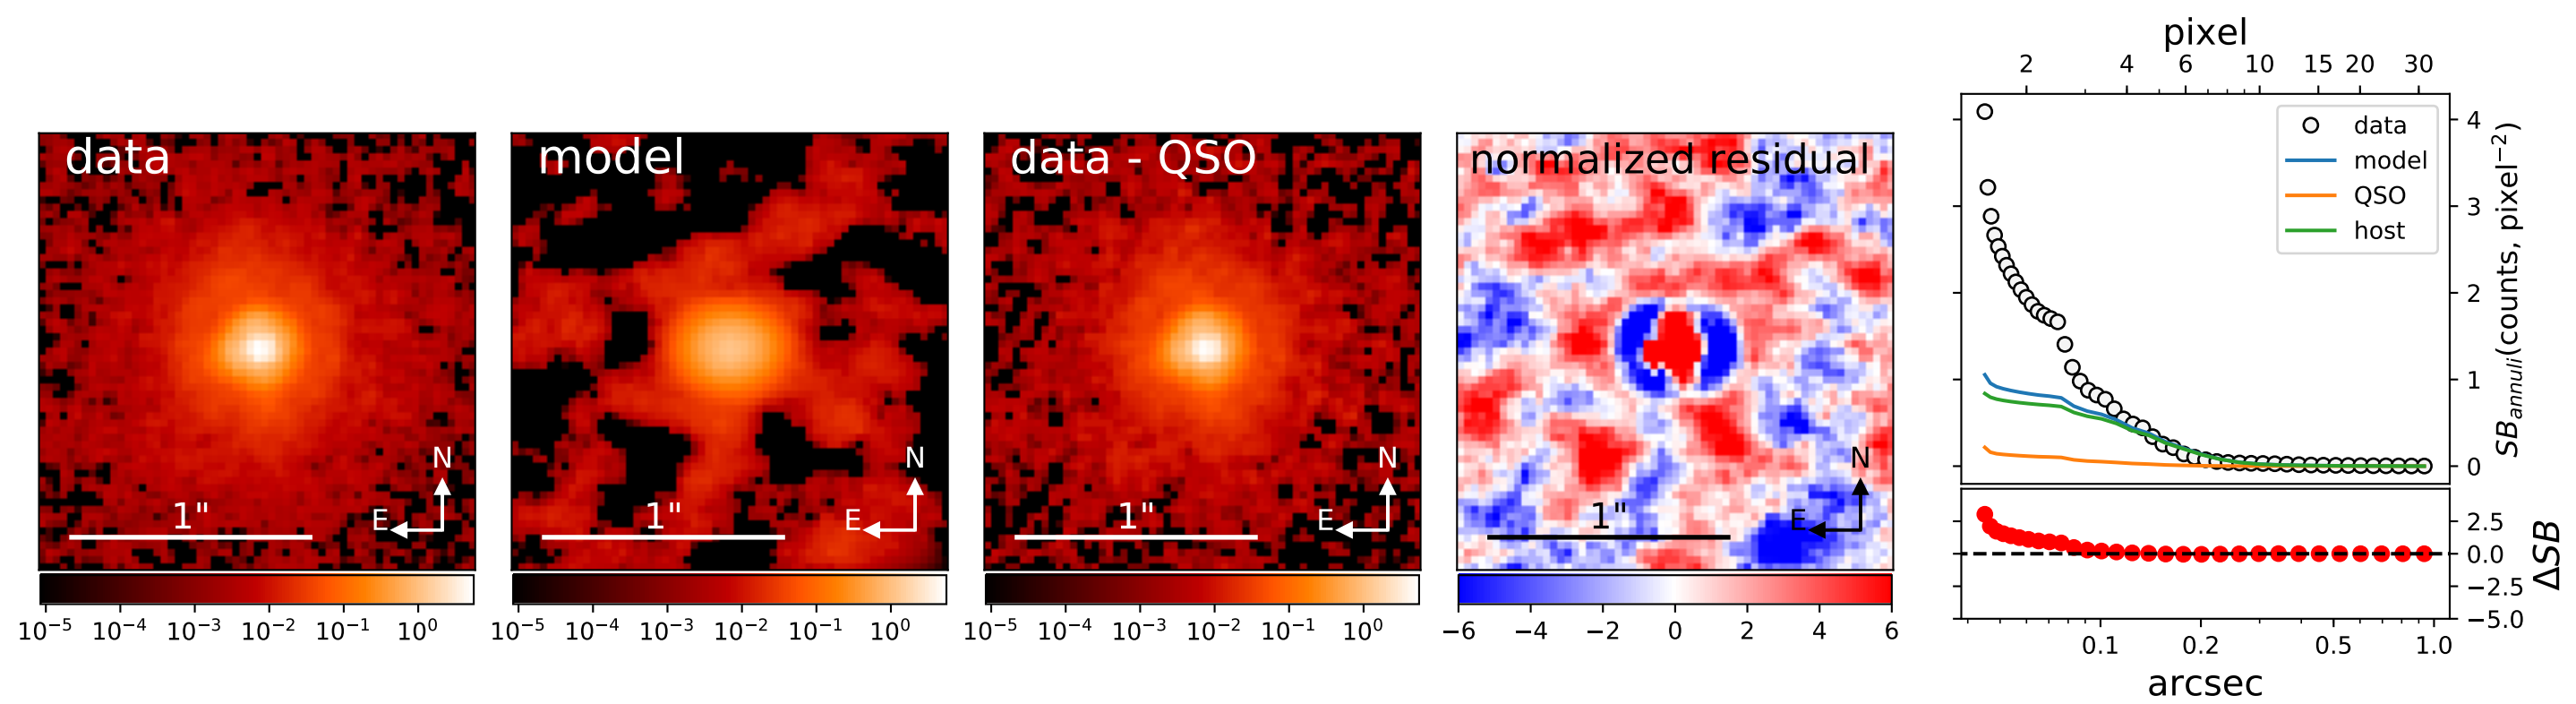 data
1"
N
E
10⁻⁵ 10⁻⁴ 10⁻³ 10⁻² 10⁻¹ 10⁰
model
1"
N
E
10⁻⁵ 10⁻⁴ 10⁻³ 10⁻² 10⁻¹ 10⁰
data - QSO
1"
N
E
10⁻⁵ 10⁻⁴ 10⁻³ 10⁻² 10⁻¹ 10⁰
normalized residual
1"
N
E
−6 −4 −2 0 2 4 6
pixel
2 4 6 10 15 20 30
data
model
QSO
host
4
3
2
1
0
SB_annuli(counts, pixel⁻²)
2.5
0.0
−2.5
−5.0
ΔSB
0.1 0.2 0.5 1.0
arcsec